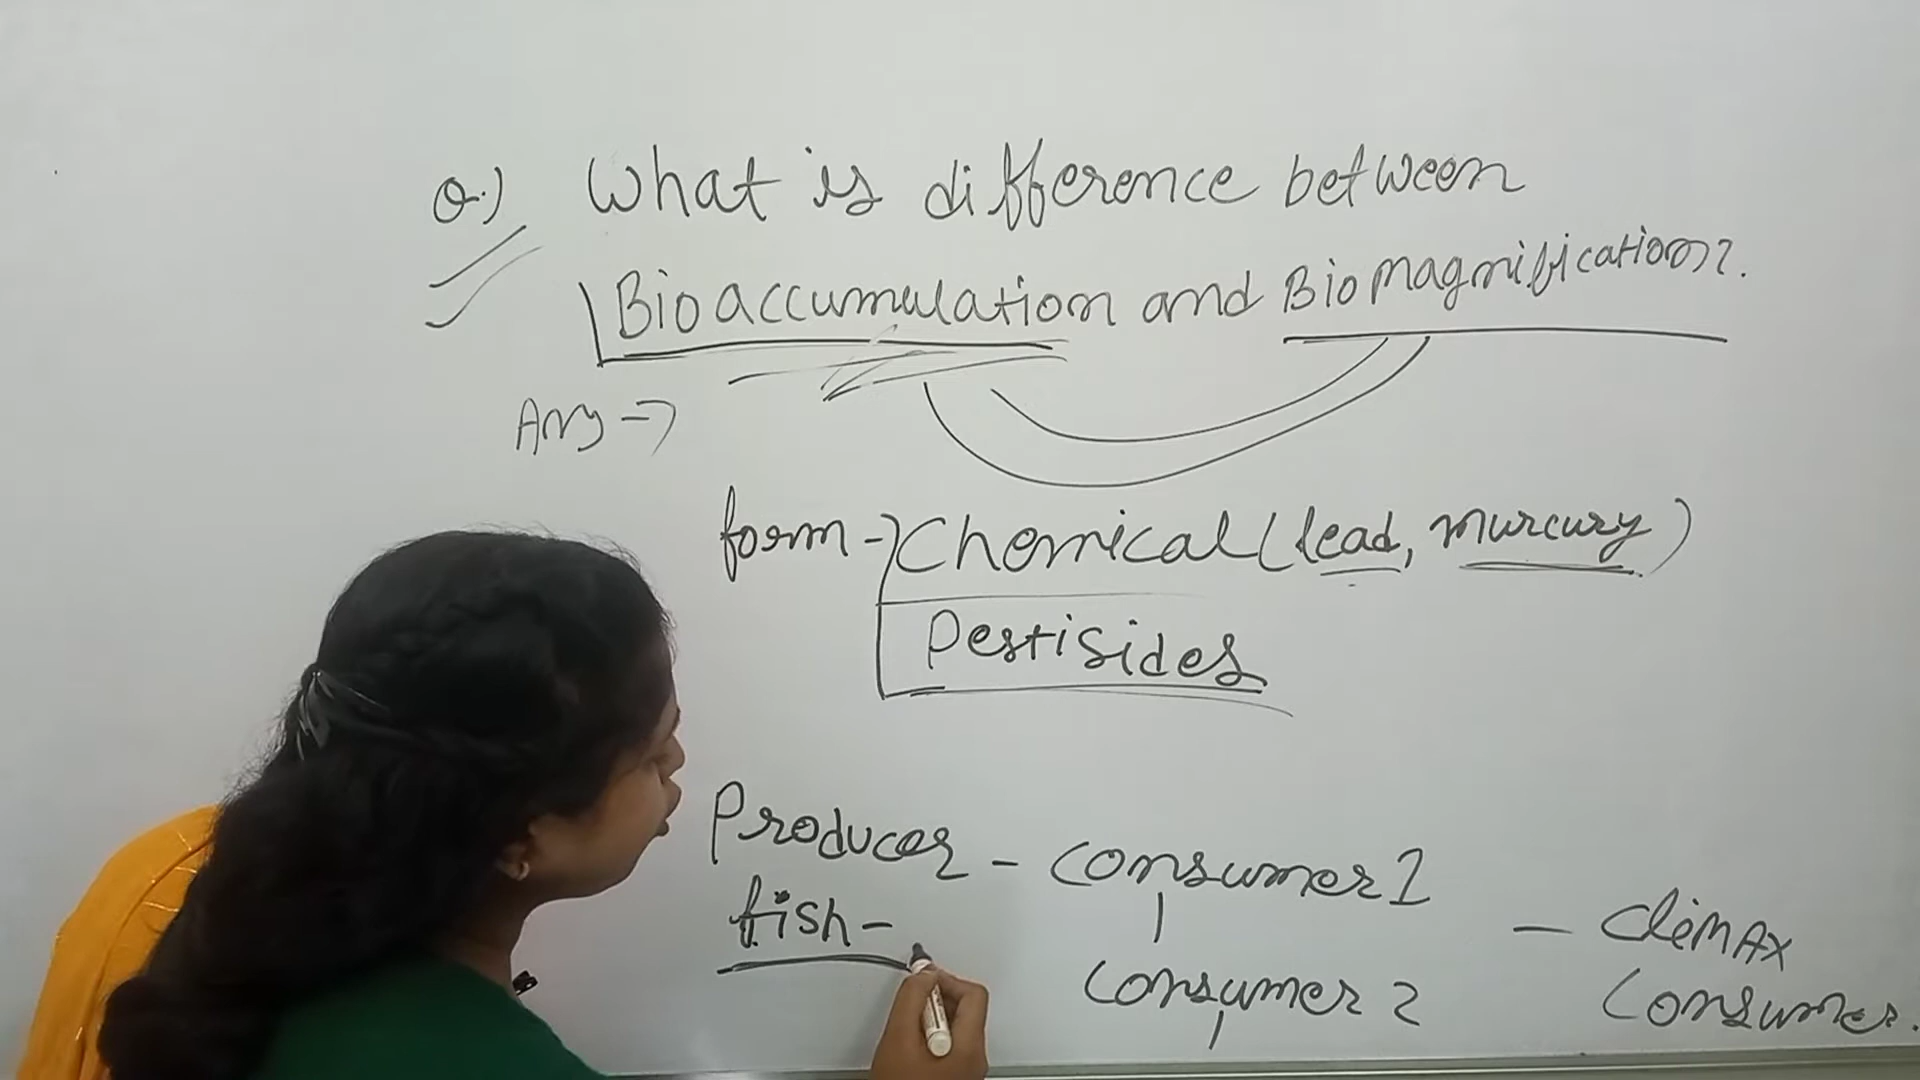 Q.) What is difference between
Bioaccumulation and BioMagnification?.
Ans →
form → Chemical (lead, murcury)
Pestisides
Producer - Consumer 1
fish -
Consumer 2
- CliMAX
Consumer.